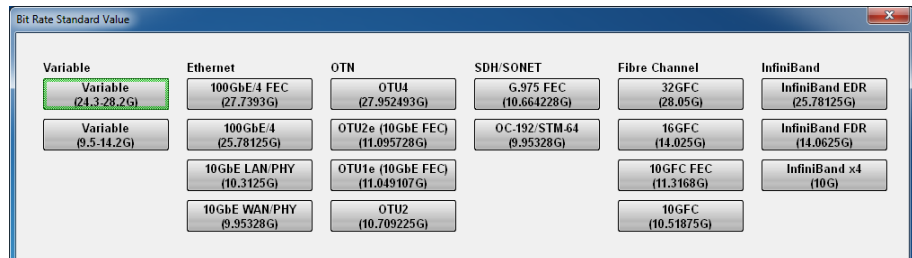 Bit Rate Standard Value
Variable Ethernet OTN SDH/SONET Fibre Channel InfiniBand
Variable
(24.3-28.2G)
100GbE/4 FEC
(27.7393G)
OTU4
(27.952493G)
G.975 FEC
(10.664228G)
32GFC
(28.05G)
InfiniBand EDR
(25.78125G)
Variable
(9.5-14.2G)
100GbE/4
(25.78125G)
OTU2e (10GbE FEC)
(11.095728G)
OC-192/STM-64
(9.95328G)
16GFC
(14.025G)
InfiniBand FDR
(14.0625G)
10GbE LAN/PHY
(10.3125G)
OTU1e (10GbE FEC)
(11.049107G)
10GFC FEC
(11.3168G)
InfiniBand x4
(10G)
10GbE WAN/PHY
(9.95328G)
OTU2
(10.709225G)
10GFC
(10.51875G)